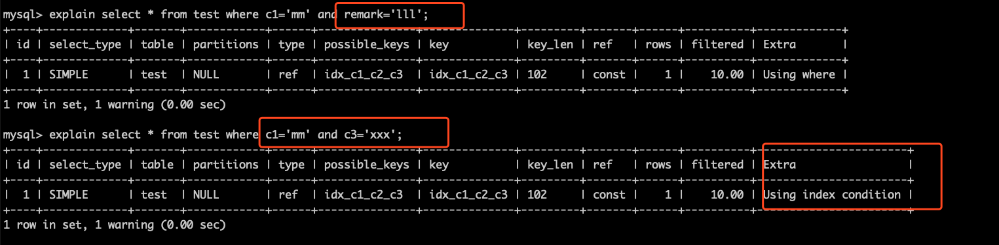 mysql> explain select * from test where c1='mm' and remark='lll';
+----+-------------+-------+------------+------+---------------+-------------+---------+-------+------+----------+-------------+
| id | select_type | table | partitions | type | possible_keys | key         | key_len | ref   | rows | filtered | Extra       |
+----+-------------+-------+------------+------+---------------+-------------+---------+-------+------+----------+-------------+
|  1 | SIMPLE      | test  | NULL       | ref  | idx_c1_c2_c3  | idx_c1_c2_c3 | 102     | const |    1 |    10.00 | Using where |
+----+-------------+-------+------------+------+---------------+-------------+---------+-------+------+----------+-------------+
1 row in set, 1 warning (0.00 sec)
mysql> explain select * from test where c1='mm' and c3='xxx';
+----+-------------+-------+------------+------+---------------+--------------+---------+-------+------+----------+-----------------------+
| id | select_type | table | partitions | type | possible_keys | key          | key_len | ref   | rows | filtered | Extra                 |
+----+-------------+-------+------------+------+---------------+--------------+---------+-------+------+----------+-----------------------+
|  1 | SIMPLE      | test  | NULL       | ref  | idx_c1_c2_c3  | idx_c1_c2_c3 | 102     | const |    1 |    10.00 | Using index condition |
+----+-------------+-------+------------+------+---------------+--------------+---------+-------+------+----------+-----------------------+
1 row in set, 1 warning (0.00 sec)